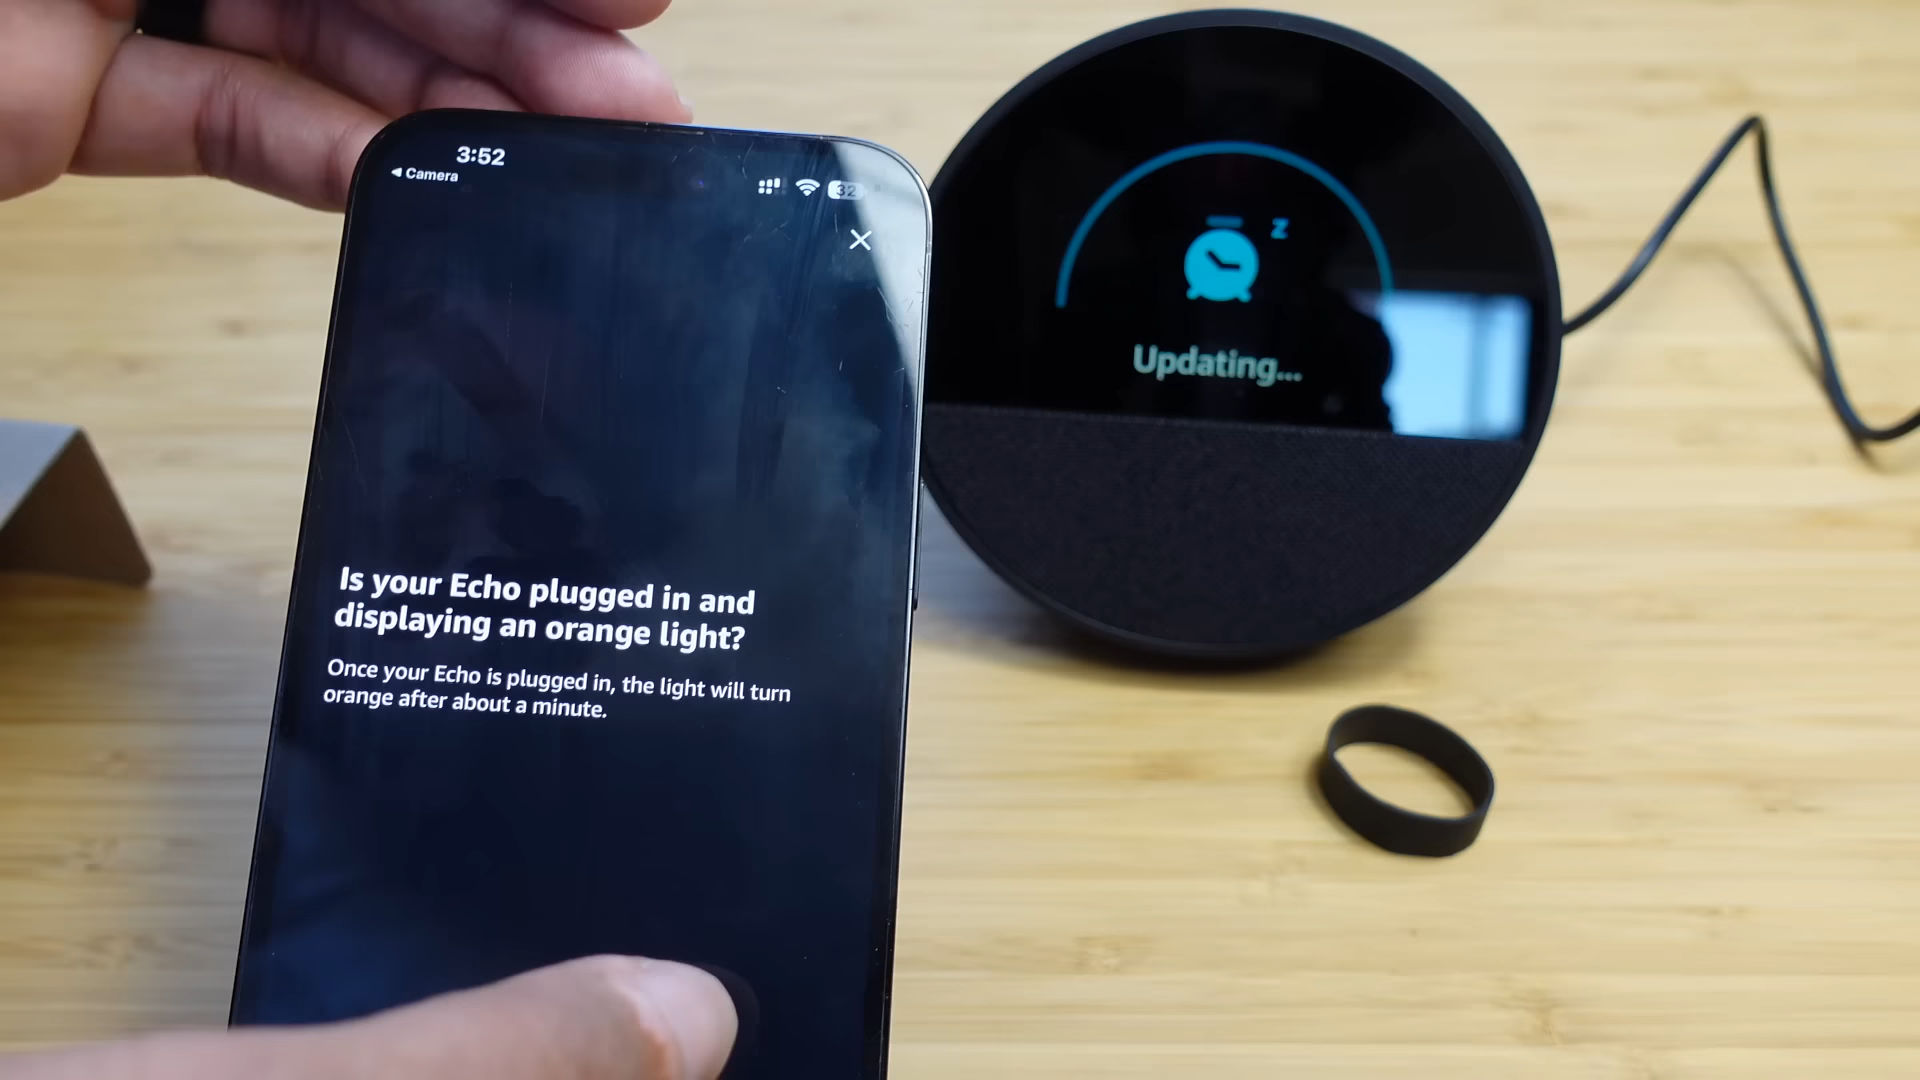 3:52
◀ Camera
32
Is your Echo plugged in and
displaying an orange light?
Once your Echo is plugged in, the light will turn
orange after about a minute.
z
Updating...